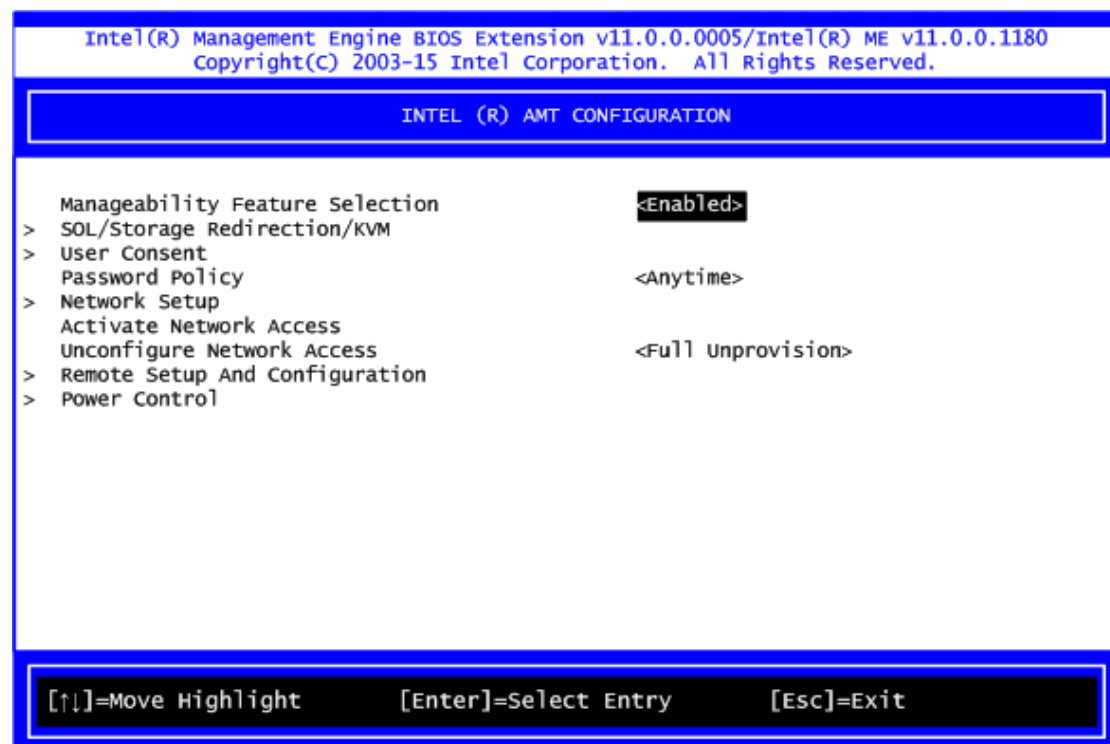 Intel(R) Management Engine BIOS Extension v11.0.0.0005/Intel(R) ME v11.0.0.1180
Copyright(C) 2003-15 Intel Corporation. All Rights Reserved.
INTEL (R) AMT CONFIGURATION
Manageability Feature Selection <Enabled>
> SOL/Storage Redirection/KVM
> User Consent
Password Policy <Anytime>
> Network Setup
Activate Network Access
Unconfigure Network Access <Full Unprovision>
> Remote Setup And Configuration
> Power Control
[↑↓]=Move Highlight [Enter]=Select Entry [Esc]=Exit